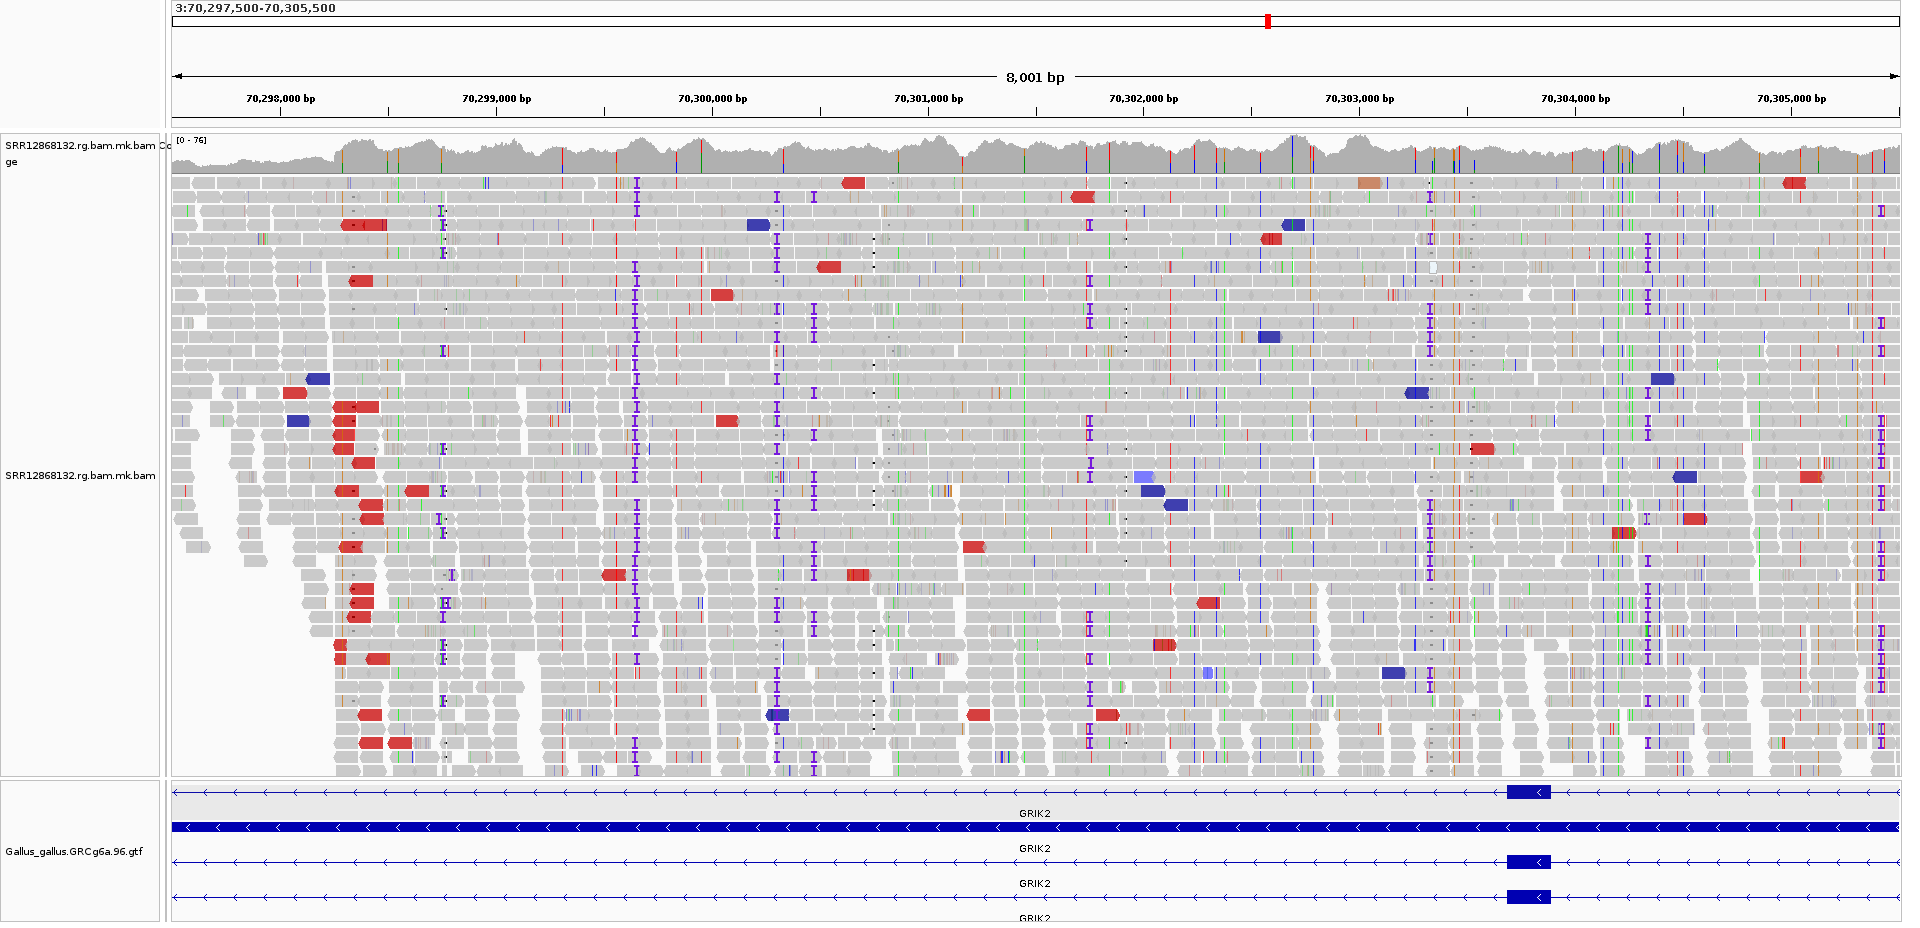 3:70,297,500-70,305,500
8,001 bp
70,298,000 bp 70,299,000 bp 70,300,000 bp 70,301,000 bp 70,302,000 bp 70,303,000 bp 70,304,000 bp 70,305,000 bp
SRR12868132.rg.bam.mk.bam Co
ge
[0 - 76]
SRR12868132.rg.bam.mk.bam
GRIK2
GRIK2
Gallus_gallus.GRCg6a.96.gtf
GRIK2
GRIK2